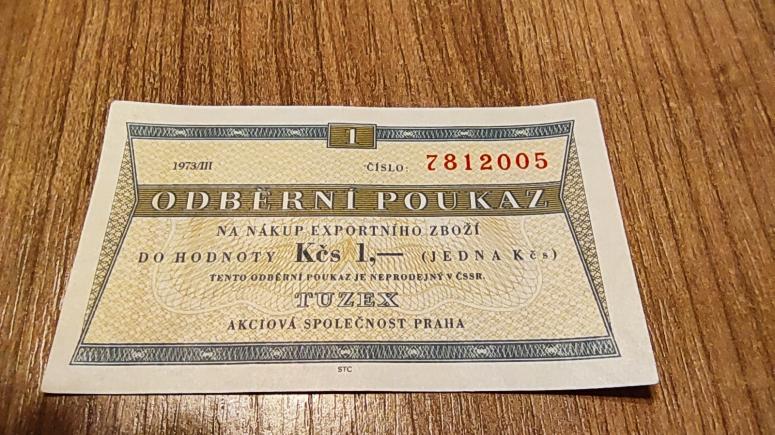 1
1973/III ČÍSLO: 7812005
ODBĚRNÍ POUKAZ
NA NÁKUP EXPORTNÍHO ZBOŽÍ
DO HODNOTY Kčs 1,— (JEDNA Kčs)
TENTO ODBĚRNÍ POUKAZ JE NEPRODEJNÝ V ČSSR.
TUZEX
AKCIOVÁ SPOLEČNOST PRAHA
STC